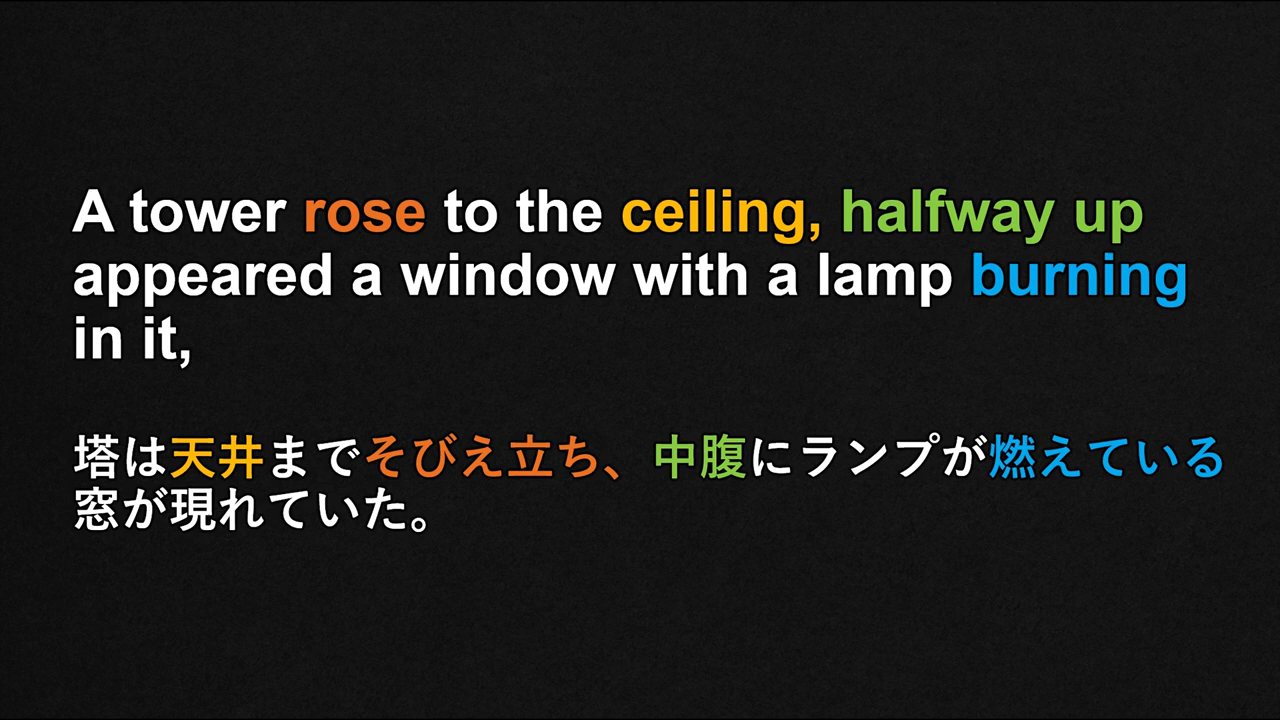 A tower rose to the ceiling, halfway up
appeared a window with a lamp burning
in it,
塔は天井までそびえ立ち、中腹にランプが燃えている
窓が現れていた。